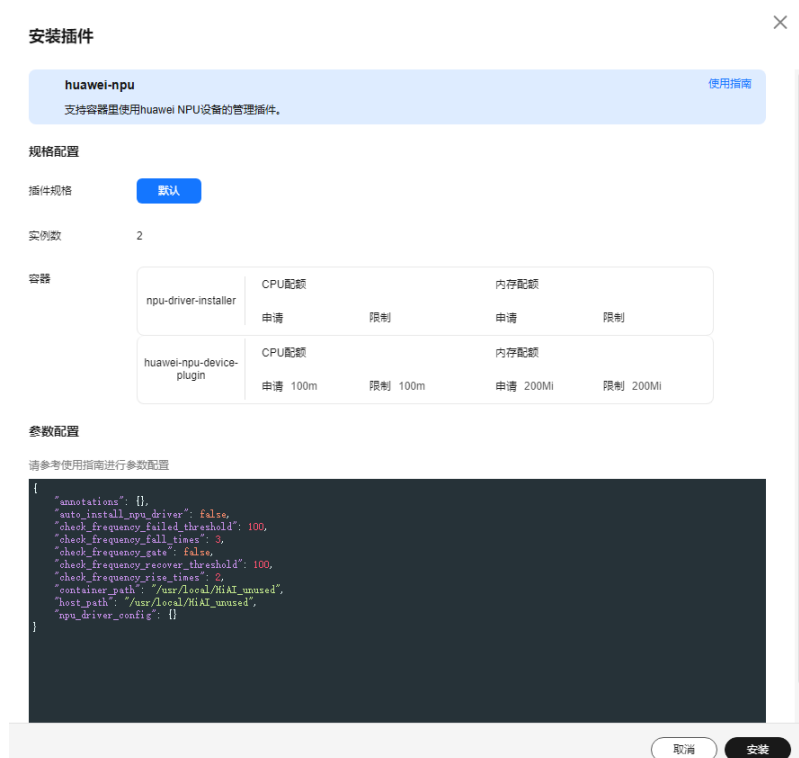 安装插件
huawei-npu
使用指南
支持容器里使用huawei NPU设备的管理插件。
规格配置
插件规格
默认
实例数
2
容器
npu-driver-installer
CPU配额
内存配额
申请
限制
申请
限制
huawei-npu-device-
plugin
CPU配额
内存配额
申请 100m
限制 100m
申请 200Mi
限制 200Mi
参数配置
请参考使用指南进行参数配置
{
"annotations": {},
"auto_install_npu_driver": false,
"check_frequency_failed_threshold": 100,
"check_frequency_fall_times": 3,
"check_frequency_gate": false,
"check_frequency_recover_threshold": 100,
"check_frequency_rise_times": 2,
"container_path": "/usr/local/HiAI_unused",
"host_path": "/usr/local/HiAI_unused",
"npu_driver_config": {}
}
取消
安装